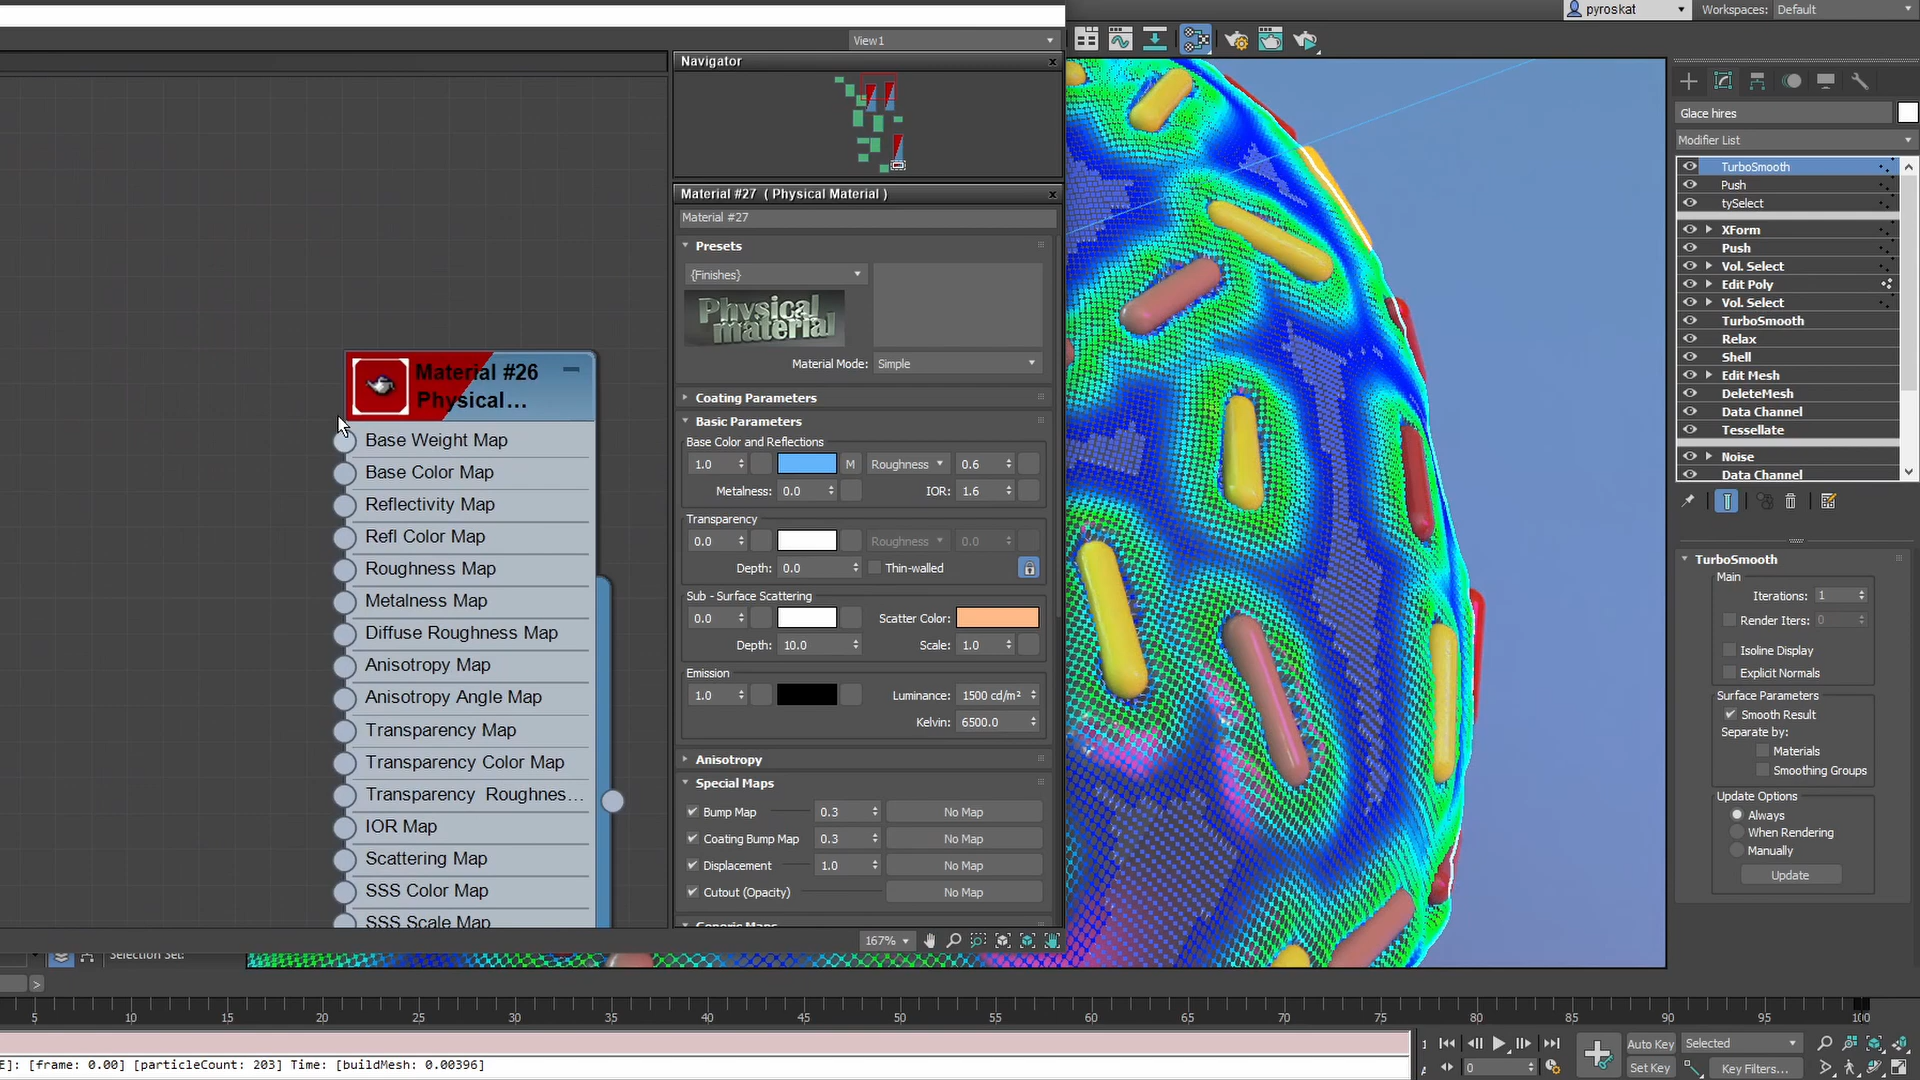 pyroskat
Workspaces: Default
View1
Navigator
Material #27 ( Physical Material )
Material #27
Presets
{Finishes}
Physical
material
Material Mode: Simple
Coating Parameters
Basic Parameters
Base Color and Reflections
1.0 M Roughness 0.6
Metalness: 0.0 IOR: 1.6
Transparency
0.0 Roughness 0.0
Depth: 0.0 Thin-walled
Sub - Surface Scattering
0.0 Scatter Color:
Depth: 10.0 Scale: 1.0
Emission
1.0 Luminance: 1500 cd/m²
Kelvin: 6500.0
Anisotropy
Special Maps
Bump Map 0.3 No Map
Coating Bump Map 0.3 No Map
Displacement 1.0 No Map
Cutout (Opacity) No Map
Generic Maps
167%
Material #26
Physical...
Base Weight Map
Base Color Map
Reflectivity Map
Refl Color Map
Roughness Map
Metalness Map
Diffuse Roughness Map
Anisotropy Map
Anisotropy Angle Map
Transparency Map
Transparency Color Map
Transparency Roughnes...
IOR Map
Scattering Map
SSS Color Map
SSS Scale Map
Glace hires
Modifier List
TurboSmooth
Push
tySelect
XForm
Push
Vol. Select
Edit Poly
Vol. Select
TurboSmooth
Relax
Shell
Edit Mesh
DeleteMesh
Data Channel
Tessellate
Noise
Data Channel
TurboSmooth
Main
Iterations: 1
Render Iters: 0
Isoline Display
Explicit Normals
Surface Parameters
Smooth Result
Separate by:
Materials
Smoothing Groups
Update Options
Always
When Rendering
Manually
Update
Selection Set:
>
5 10 15 20 25 30 35 40 45 50 55 60 65 70 75 80 85 90 95 100
E]: [frame: 0.00] [particleCount: 203] Time: [buildMesh: 0.00396]
Auto Key Selected
0 Set Key Key Filters...